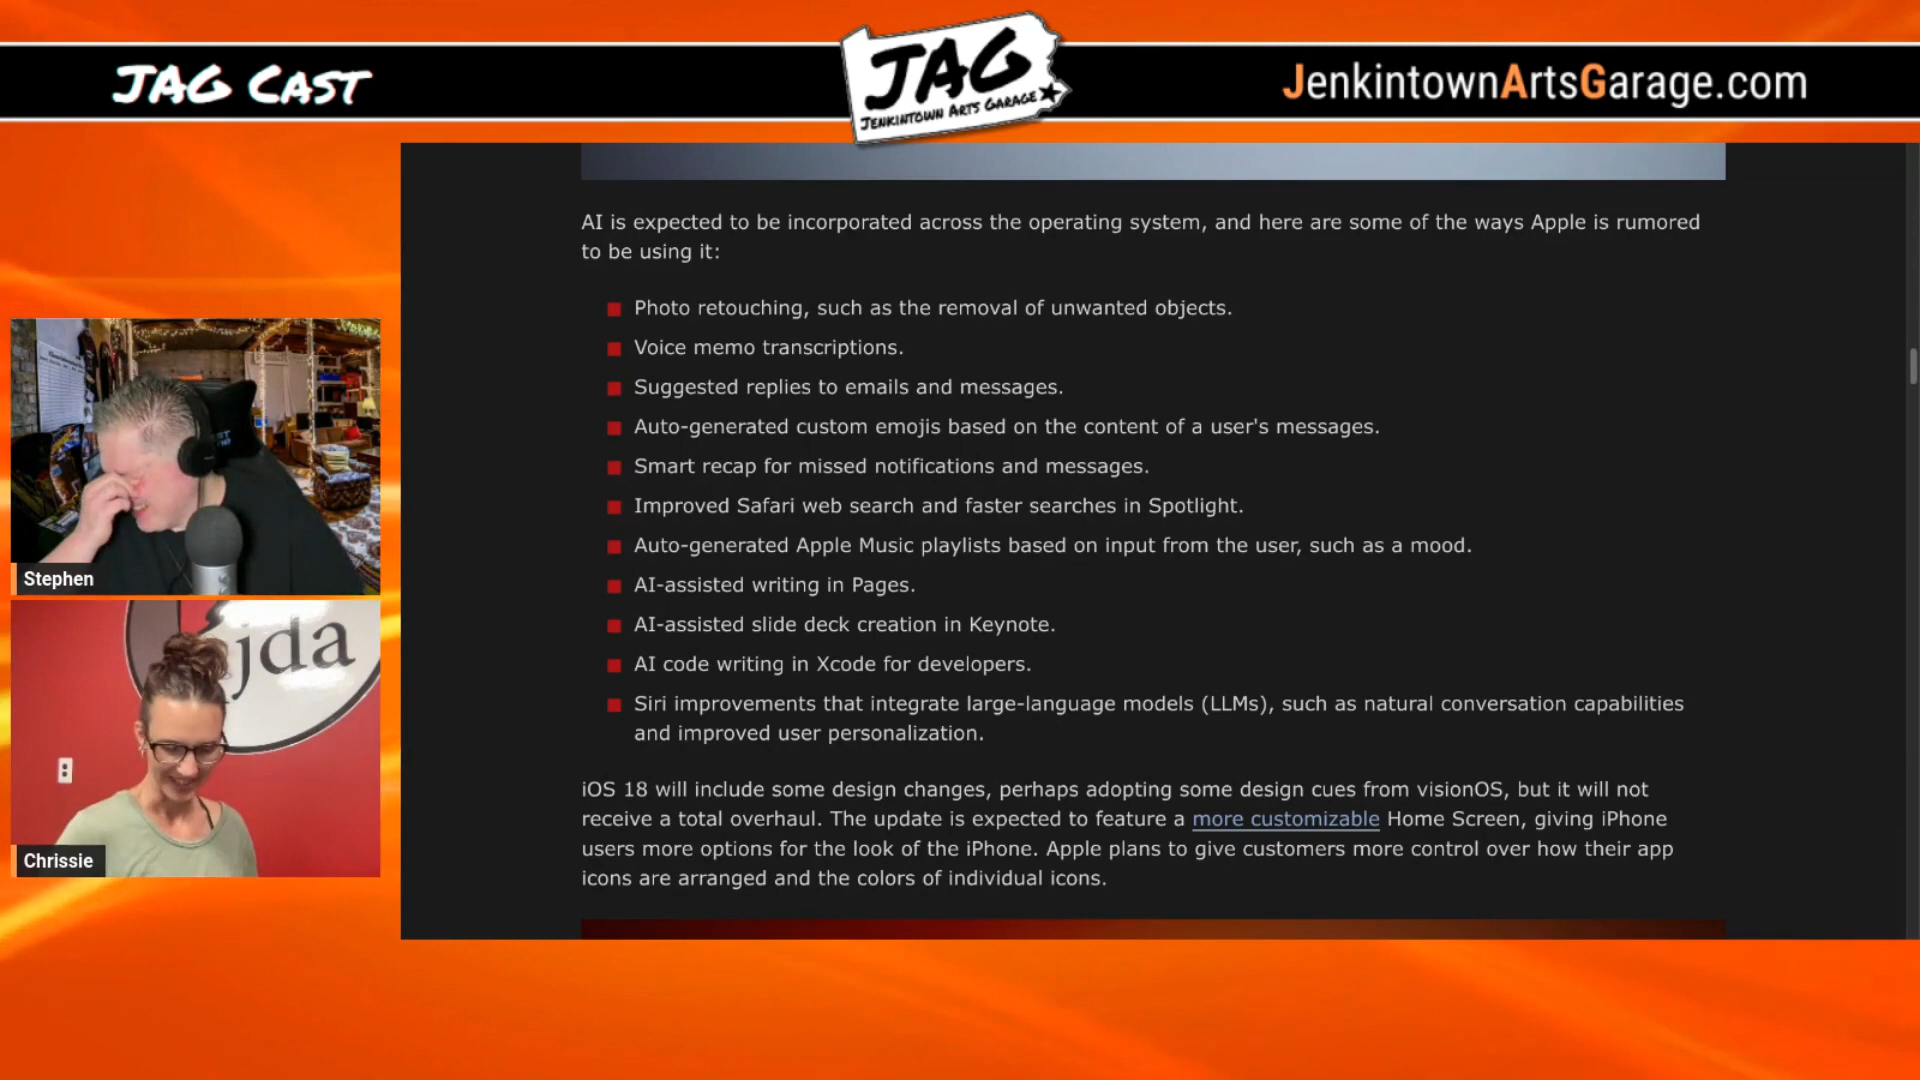 JAG CAST
JAG
JENKINTOWN ARTS GARAGE
JenkintownArtsGarage.com
AI is expected to be incorporated across the operating system, and here are some of the ways Apple is rumored
to be using it:
Photo retouching, such as the removal of unwanted objects.
Voice memo transcriptions.
Suggested replies to emails and messages.
Auto-generated custom emojis based on the content of a user's messages.
Smart recap for missed notifications and messages.
Improved Safari web search and faster searches in Spotlight.
Auto-generated Apple Music playlists based on input from the user, such as a mood.
AI-assisted writing in Pages.
AI-assisted slide deck creation in Keynote.
AI code writing in Xcode for developers.
Siri improvements that integrate large-language models (LLMs), such as natural conversation capabilities
and improved user personalization.
iOS 18 will include some design changes, perhaps adopting some design cues from visionOS, but it will not
receive a total overhaul. The update is expected to feature a more customizable Home Screen, giving iPhone
users more options for the look of the iPhone. Apple plans to give customers more control over how their app
icons are arranged and the colors of individual icons.
Stephen
jda
Chrissie